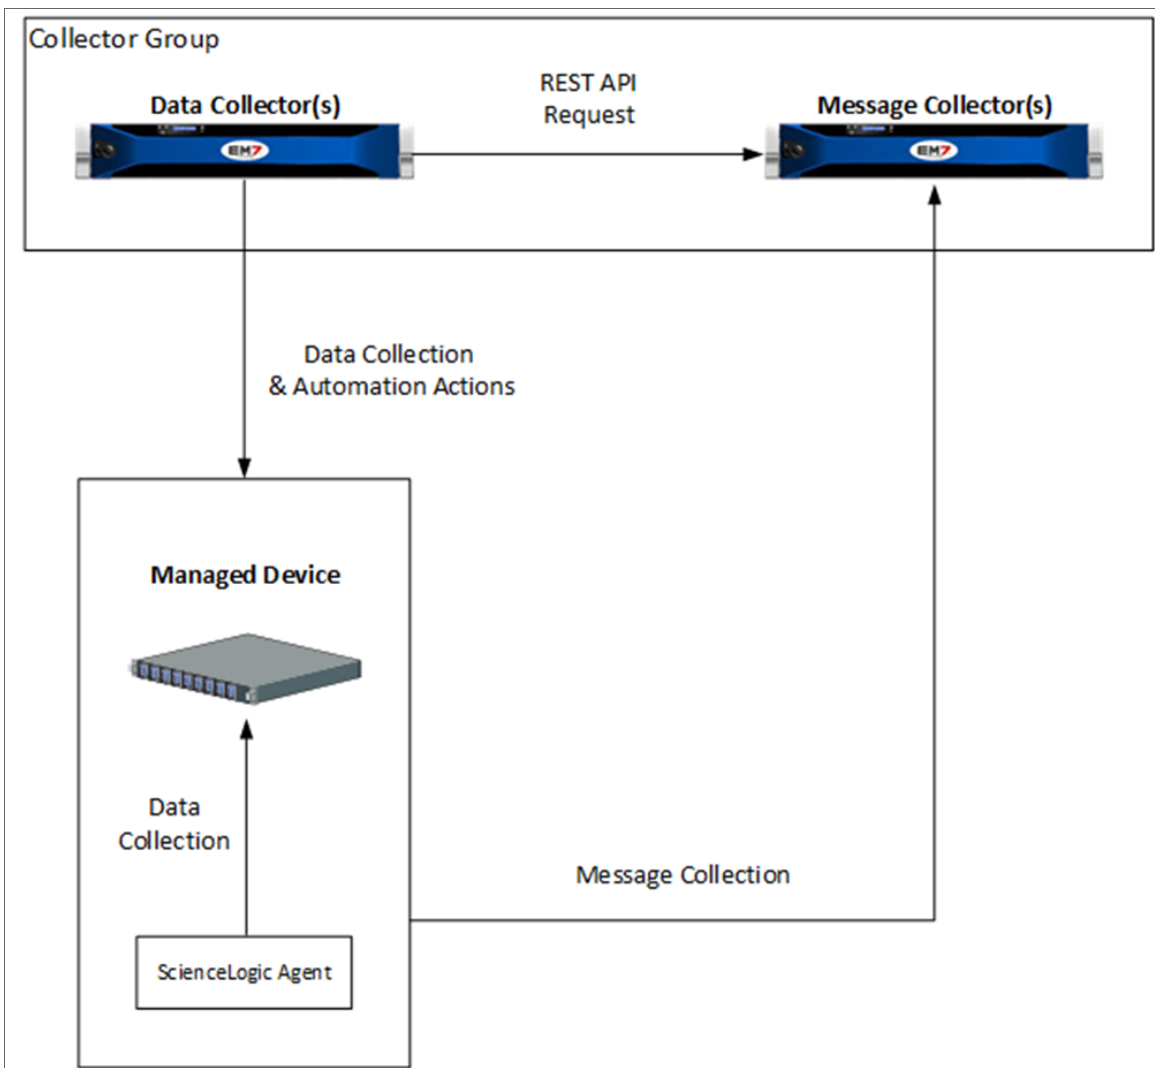 Collector Group
REST API
Request
Data Collector(s)
Message Collector(s)
EM7
EM7
Data Collection
& Automation Actions
Managed Device
Data
Collection
Message Collection
ScienceLogic Agent